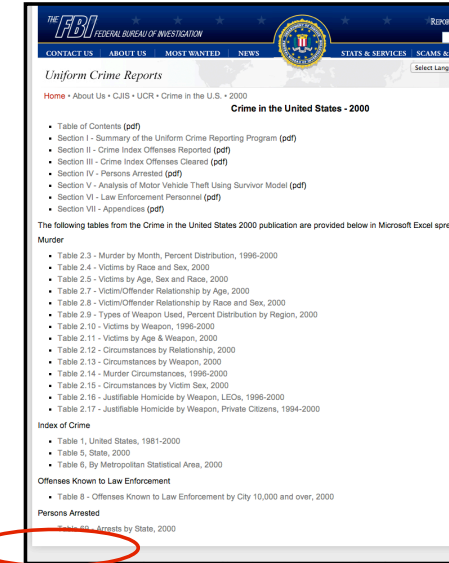 THE FBI FEDERAL BUREAU OF INVESTIGATION
CONTACT US | ABOUT US | MOST WANTED | NEWS | STATS & SERVICES | SCAMS &
Uniform Crime Reports
Home • About Us • CJIS • UCR • Crime in the U.S. • 2000
Crime in the United States - 2000
Table of Contents (pdf)
Section I - Summary of the Uniform Crime Reporting Program (pdf)
Section II - Crime Index Offenses Reported (pdf)
Section III - Crime Index Offenses Cleared (pdf)
Section IV - Persons Arrested (pdf)
Section V - Analysis of Motor Vehicle Theft Using Survivor Model (pdf)
Section VI - Law Enforcement Personnel (pdf)
Section VII - Appendices (pdf)
The following tables from the Crime in the United States 2000 publication are provided below in Microsoft Excel spre
Murder
Table 2.3 - Murder by Month, Percent Distribution, 1996-2000
Table 2.4 - Victims by Race and Sex, 2000
Table 2.5 - Victims by Age, Sex and Race, 2000
Table 2.7 - Victim/Offender Relationship by Age, 2000
Table 2.8 - Victim/Offender Relationship by Race and Sex, 2000
Table 2.9 - Types of Weapon Used, Percent Distribution by Region, 2000
Table 2.10 - Victims by Weapon, 1996-2000
Table 2.11 - Victims by Age & Weapon, 2000
Table 2.12 - Circumstances by Relationship, 2000
Table 2.13 - Circumstances by Weapon, 2000
Table 2.14 - Murder Circumstances, 1996-2000
Table 2.15 - Circumstances by Victim Sex, 2000
Table 2.16 - Justifiable Homicide by Weapon, LEOs, 1996-2000
Table 2.17 - Justifiable Homicide by Weapon, Private Citizens, 1994-2000
Index of Crime
Table 1, United States, 1981-2000
Table 5, State, 2000
Table 6, By Metropolitan Statistical Area, 2000
Offenses Known to Law Enforcement
Table 8 - Offenses Known to Law Enforcement by City 10,000 and over, 2000
Persons Arrested
Table 69 - Arrests by State, 2000